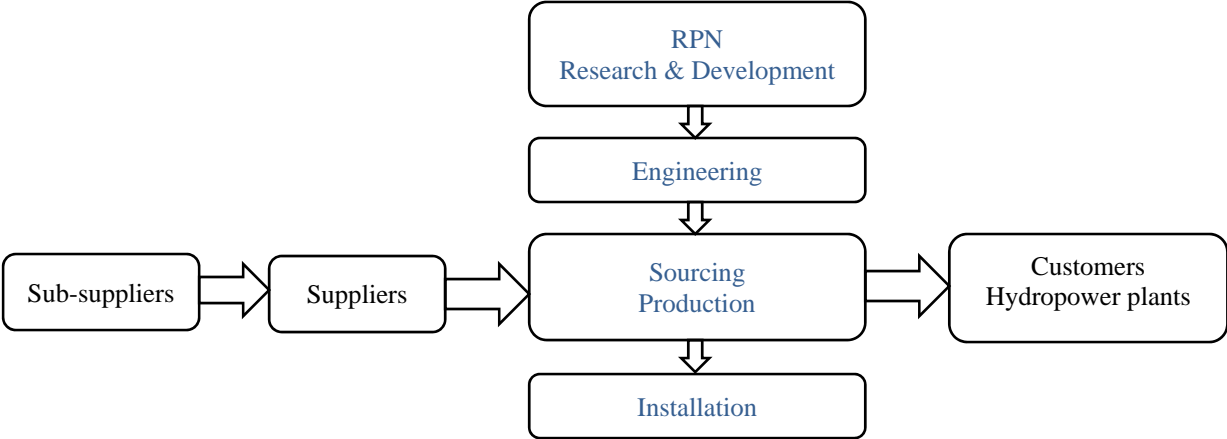 RPN
Research & Development
Engineering
Sub-suppliers
Suppliers
Sourcing
Production
Customers
Hydropower plants
Installation